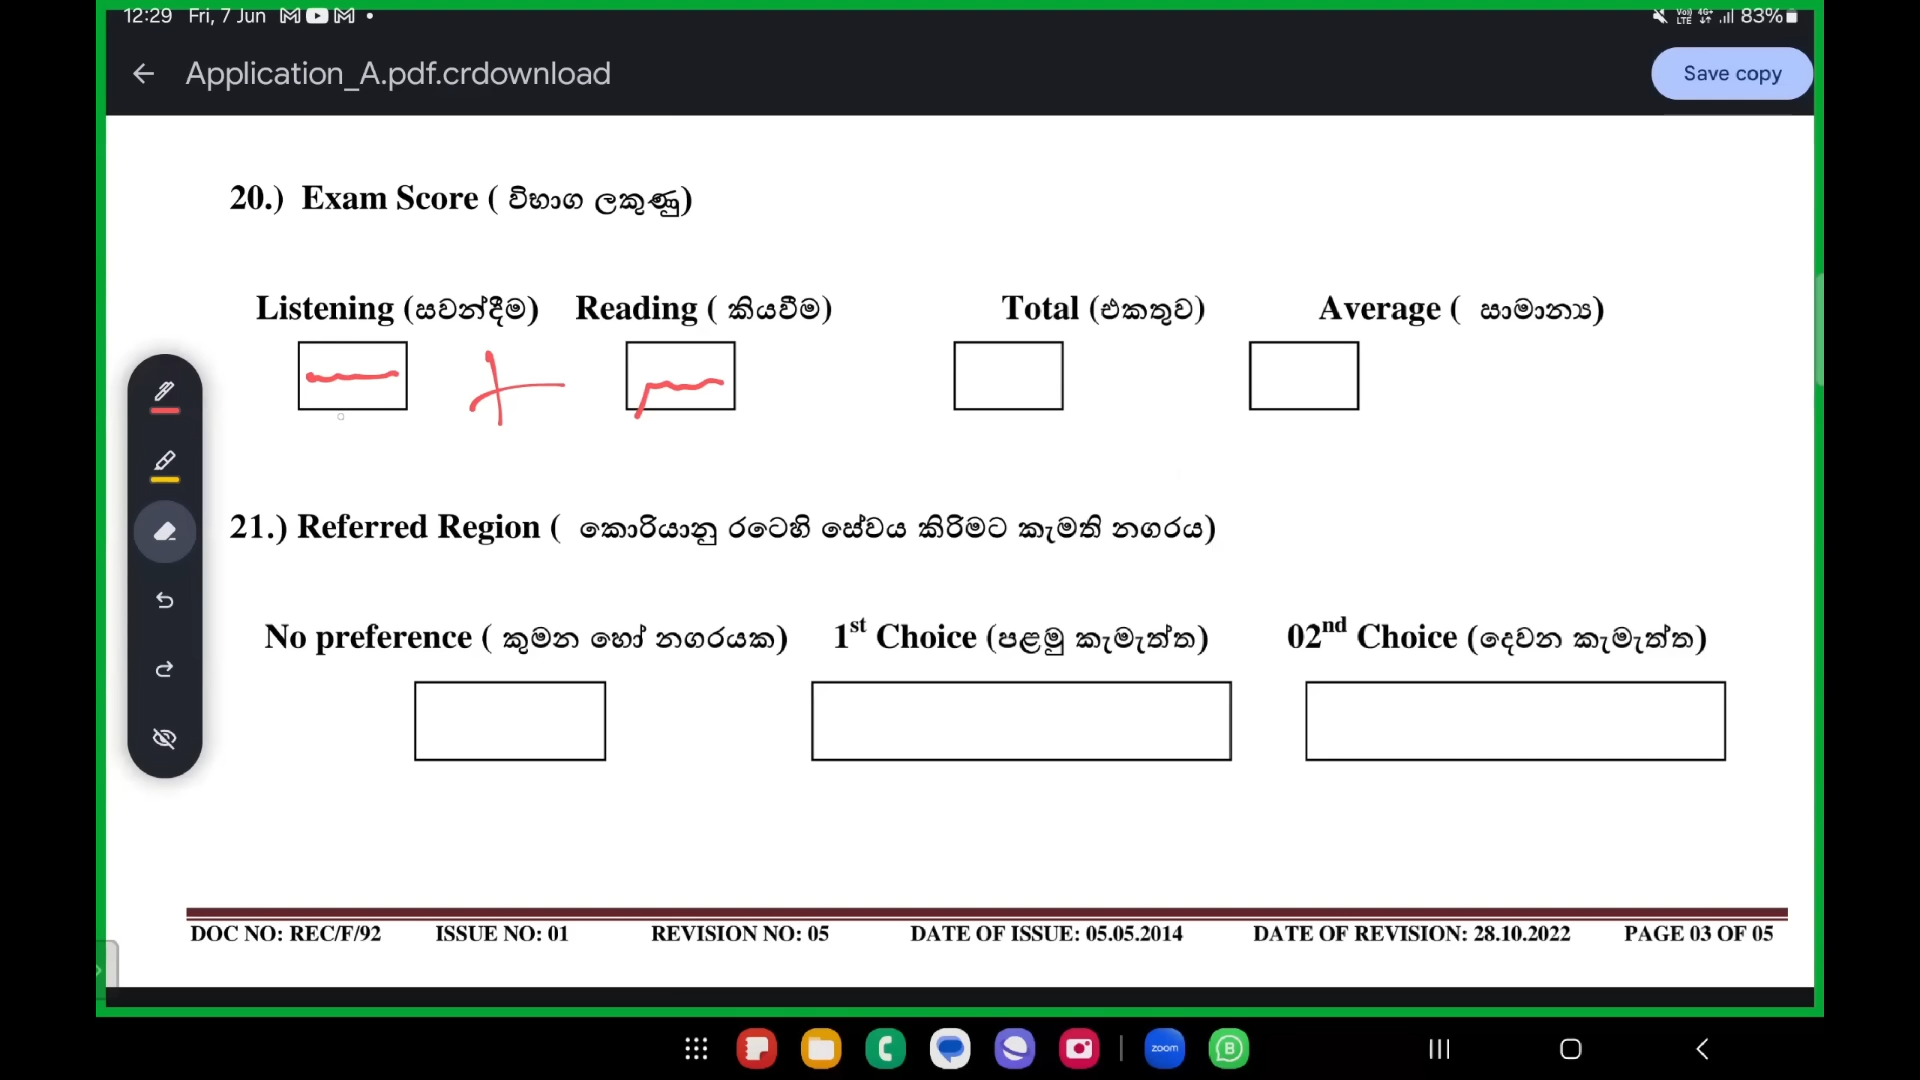 12:29 Fri, 7 Jun
83%
Application_A.pdf.crdownload
Save copy
20.) Exam Score ( විභාග ලකුණු)
Listening (සවන්දීම) Reading ( කියවීම) Total (එකතුව) Average ( සාමාන්‍ය)
21.) Referred Region ( කොරියානු රටෙහි සේවය කිරිමට කැමති නගරය)
No preference ( කුමන හෝ නගරයක) 1st Choice (පළමු කැමැත්ත) 02nd Choice (දෙවන කැමැත්ත)
DOC NO: REC/F/92 ISSUE NO: 01 REVISION NO: 05 DATE OF ISSUE: 05.05.2014 DATE OF REVISION: 28.10.2022 PAGE 03 OF 05
zoom